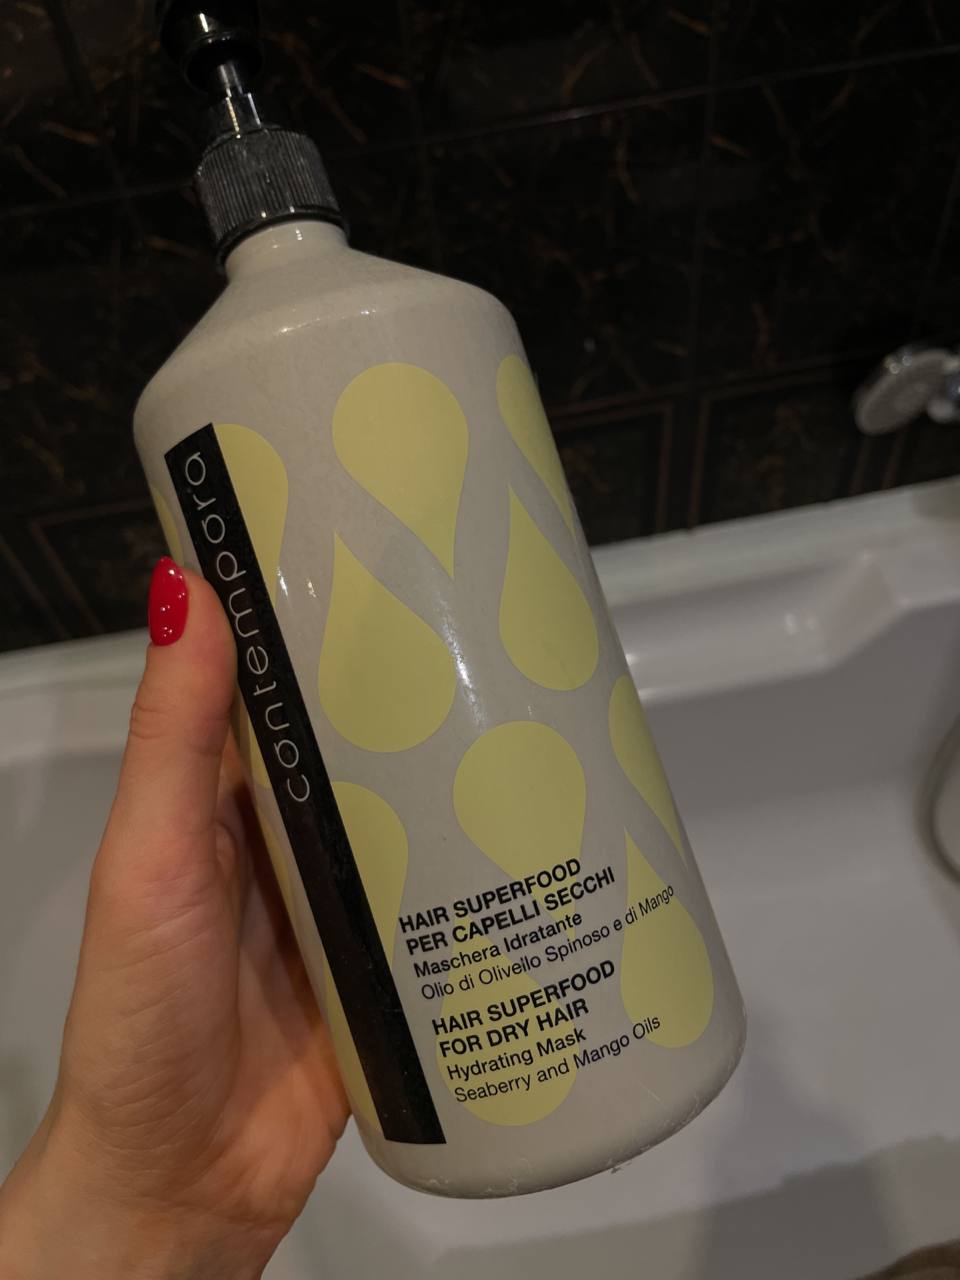 contempora
HAIR SUPERFOOD
PER CAPELLI SECCHI
Maschera Idratante
Olio di Olivello Spinoso e di Mango
HAIR SUPERFOOD
FOR DRY HAIR
Hydrating Mask
Seaberry and Mango Oils